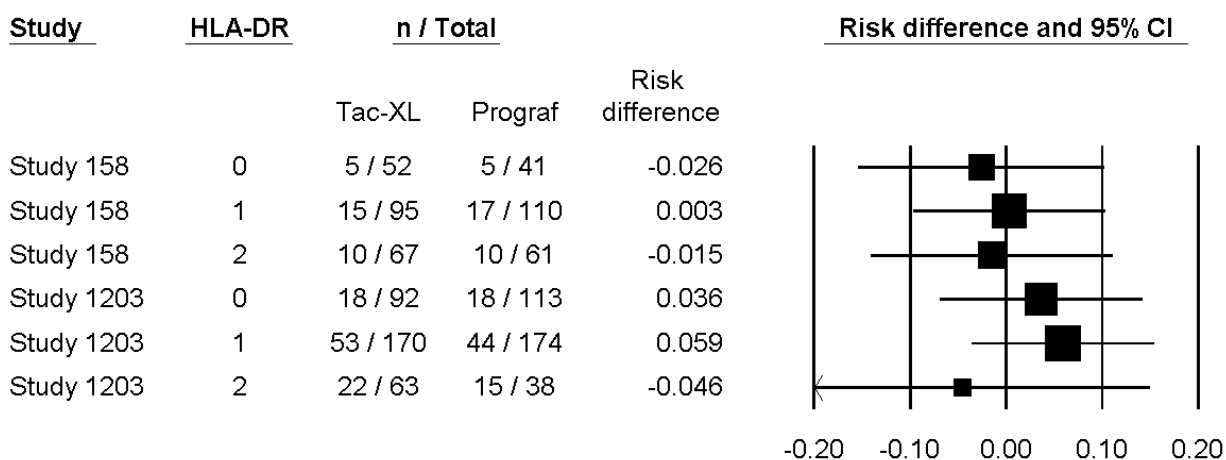 Study HLA-DR n / Total Risk difference and 95% CI
Risk
Tac-XL Prograf difference
Study 158 0 5 / 52 5 / 41 -0.026
Study 158 1 15 / 95 17 / 110 0.003
Study 158 2 10 / 67 10 / 61 -0.015
Study 1203 0 18 / 92 18 / 113 0.036
Study 1203 1 53 / 170 44 / 174 0.059
Study 1203 2 22 / 63 15 / 38 -0.046
-0.20 -0.10 0.00 0.10 0.20